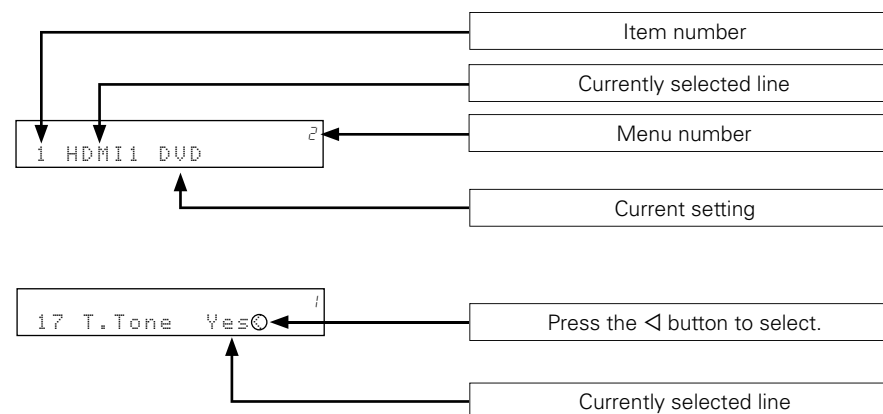 Item number
Currently selected line
2
Menu number
1 HDMI1 DVD
Current setting
1
17 T.Tone Yes
Press the ◁ button to select.
Currently selected line